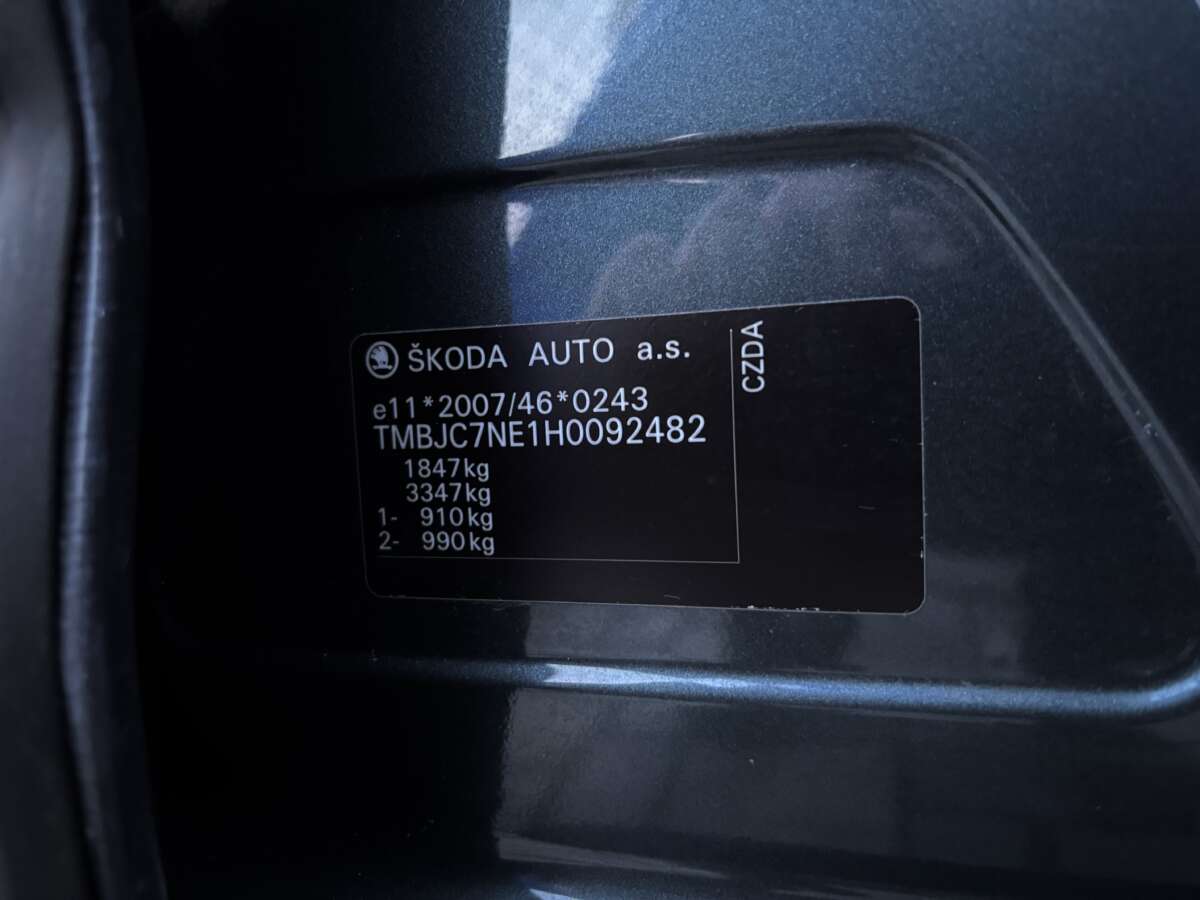 ŠKODA AUTO a.s.
e11*2007/46*0243
TMBJC7NE1H0092482
1847kg
3347kg
1- 910kg
2- 990kg
CZDA